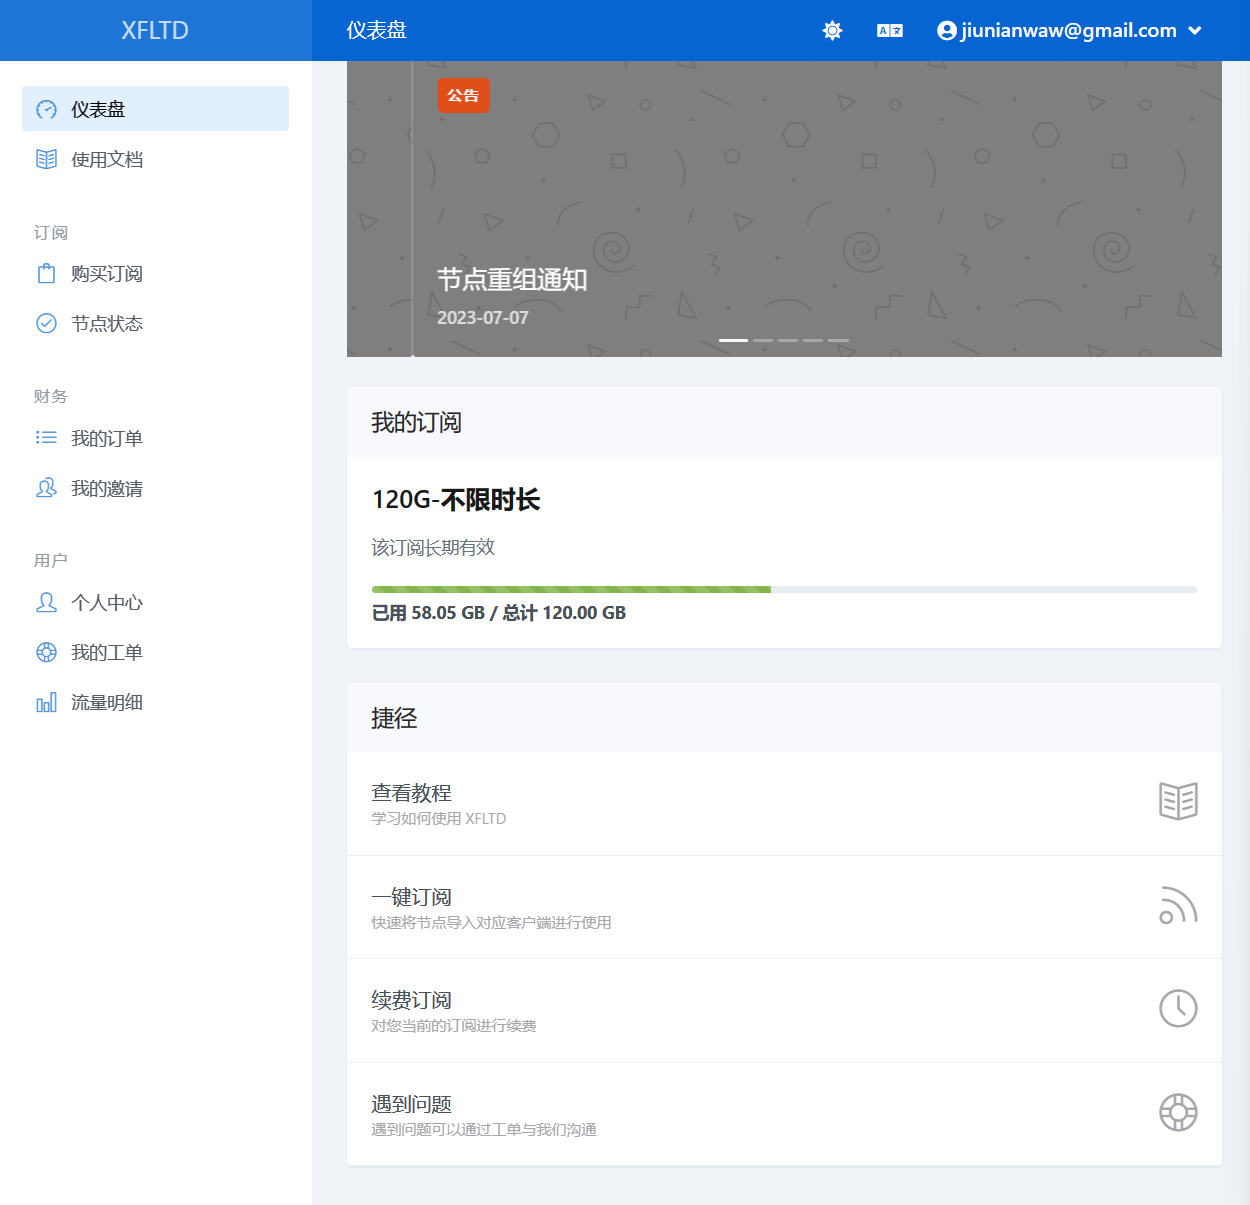 XFLTD
仪表盘
jiunianwaw@gmail.com
仪表盘
使用文档
订阅
购买订阅
节点状态
财务
我的订单
我的邀请
用户
个人中心
我的工单
流量明细
公告
节点重组通知
2023-07-07
我的订阅
120G-不限时长
该订阅长期有效
已用 58.05 GB / 总计 120.00 GB
捷径
查看教程
学习如何使用 XFLTD
一键订阅
快速将节点导入对应客户端进行使用
续费订阅
对您当前的订阅进行续费
遇到问题
遇到问题可以通过工单与我们沟通